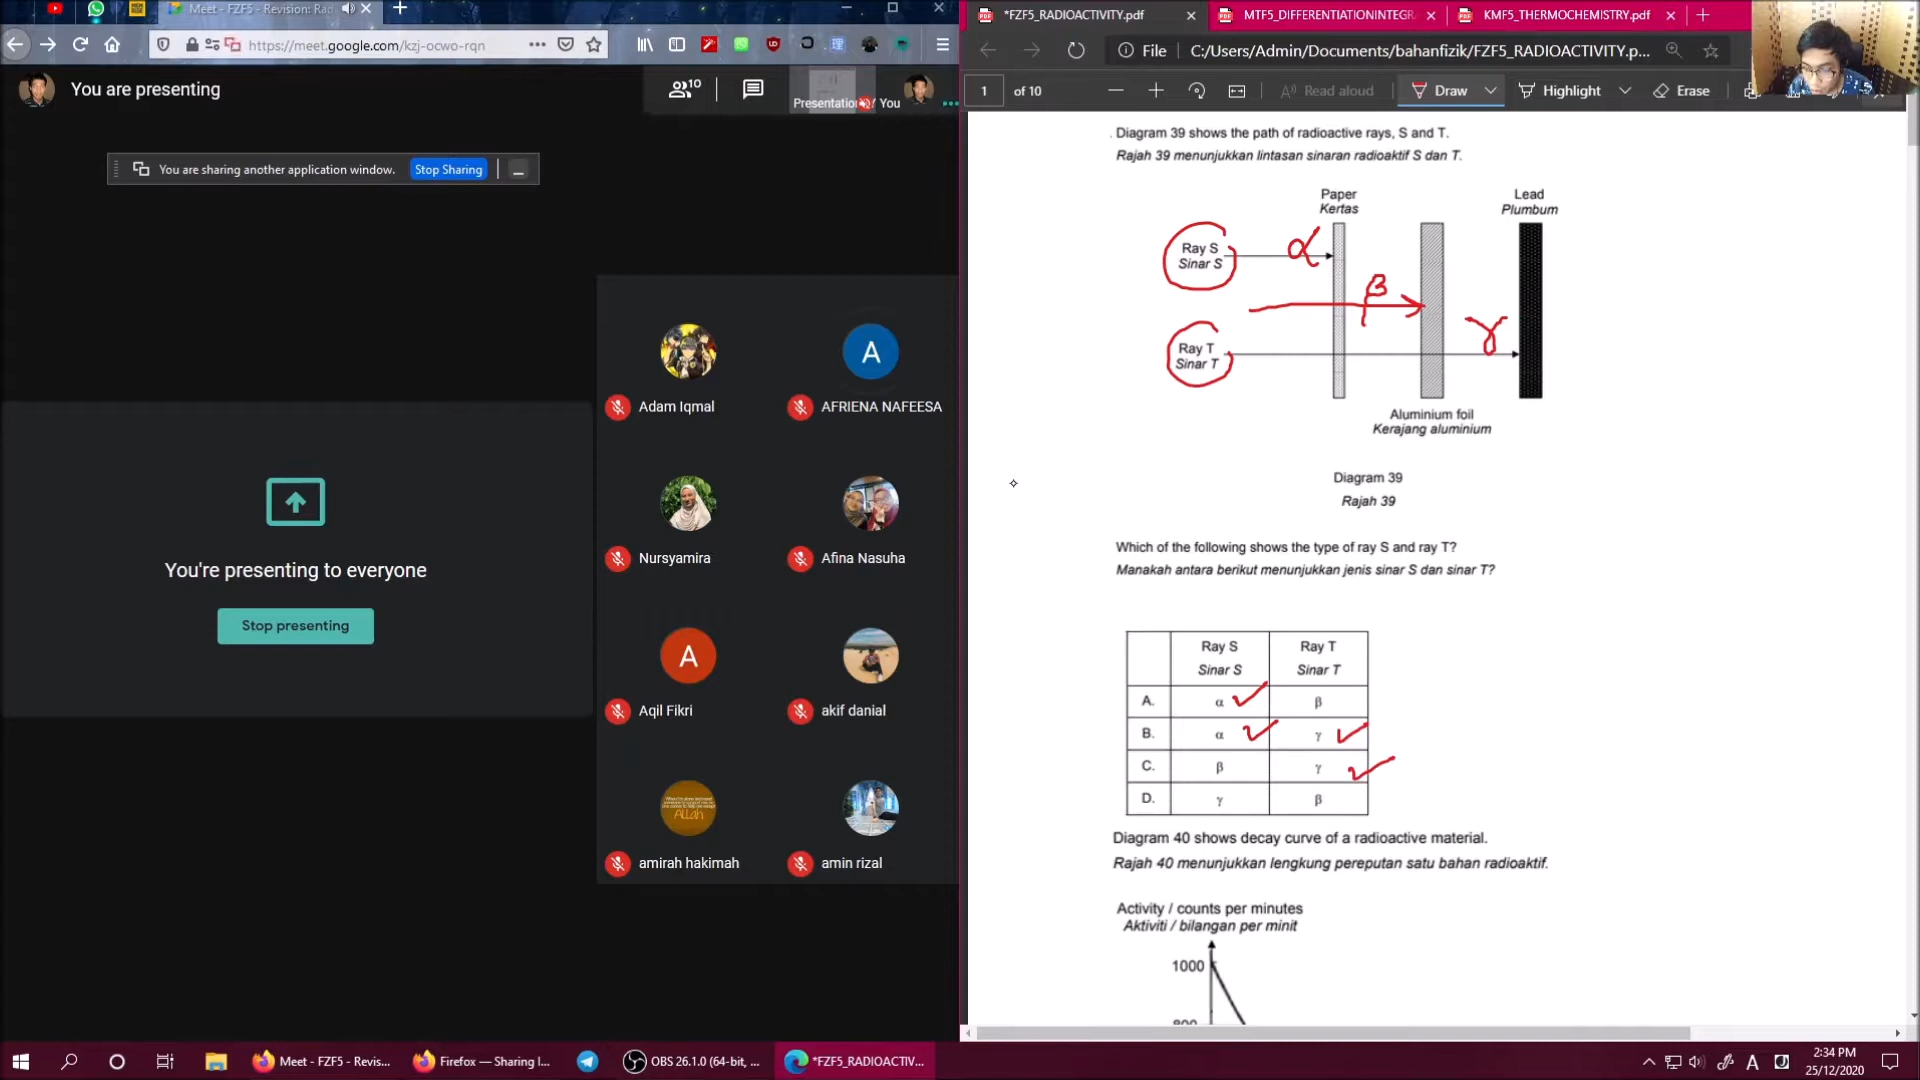 Meet - FZF5 - Revision: Rad
https://meet.google.com/kzj-ocwo-rqn
You are presenting
10
Presentation
/ You
You are sharing another application window.
Stop Sharing
You're presenting to everyone
Stop presenting
Adam Iqmal
A
AFRIENA NAFEESA
Nursyamira
Afina Nasuha
A
Aqil Fikri
akif danial
ALLAH
amirah hakimah
amin rizal
*FZF5_RADIOACTIVITY.pdf
MTF5_DIFFERENTIATIONINTEGR
KMF5_THERMOCHEMISTRY.pdf
File
C:/Users/Admin/Documents/bahanfizik/FZF5_RADIOACTIVITY.p...
1
of 10
Read aloud
Draw
Highlight
Erase
Diagram 39 shows the path of radioactive rays, S and T.
Rajah 39 menunjukkan lintasan sinaran radioaktif S dan T.
Paper
Kertas
Lead
Plumbum
Ray S
Sinar S
α
β
γ
Ray T
Sinar T
Aluminium foil
Kerajang aluminium
Diagram 39
Rajah 39
Which of the following shows the type of ray S and ray T?
Manakah antara berikut menunjukkan jenis sinar S dan sinar T?
Ray S Ray T
Sinar S Sinar T
A. α β
B. α γ
C. β γ
D. γ β
Diagram 40 shows decay curve of a radioactive material.
Rajah 40 menunjukkan lengkung pereputan satu bahan radioaktif.
Activity / counts per minutes
Aktiviti / bilangan per minit
1000
800
Meet - FZF5 - Revis...
Firefox — Sharing I...
OBS 26.1.0 (64-bit, ...
*FZF5_RADIOACTIV...
A
2:34 PM
25/12/2020